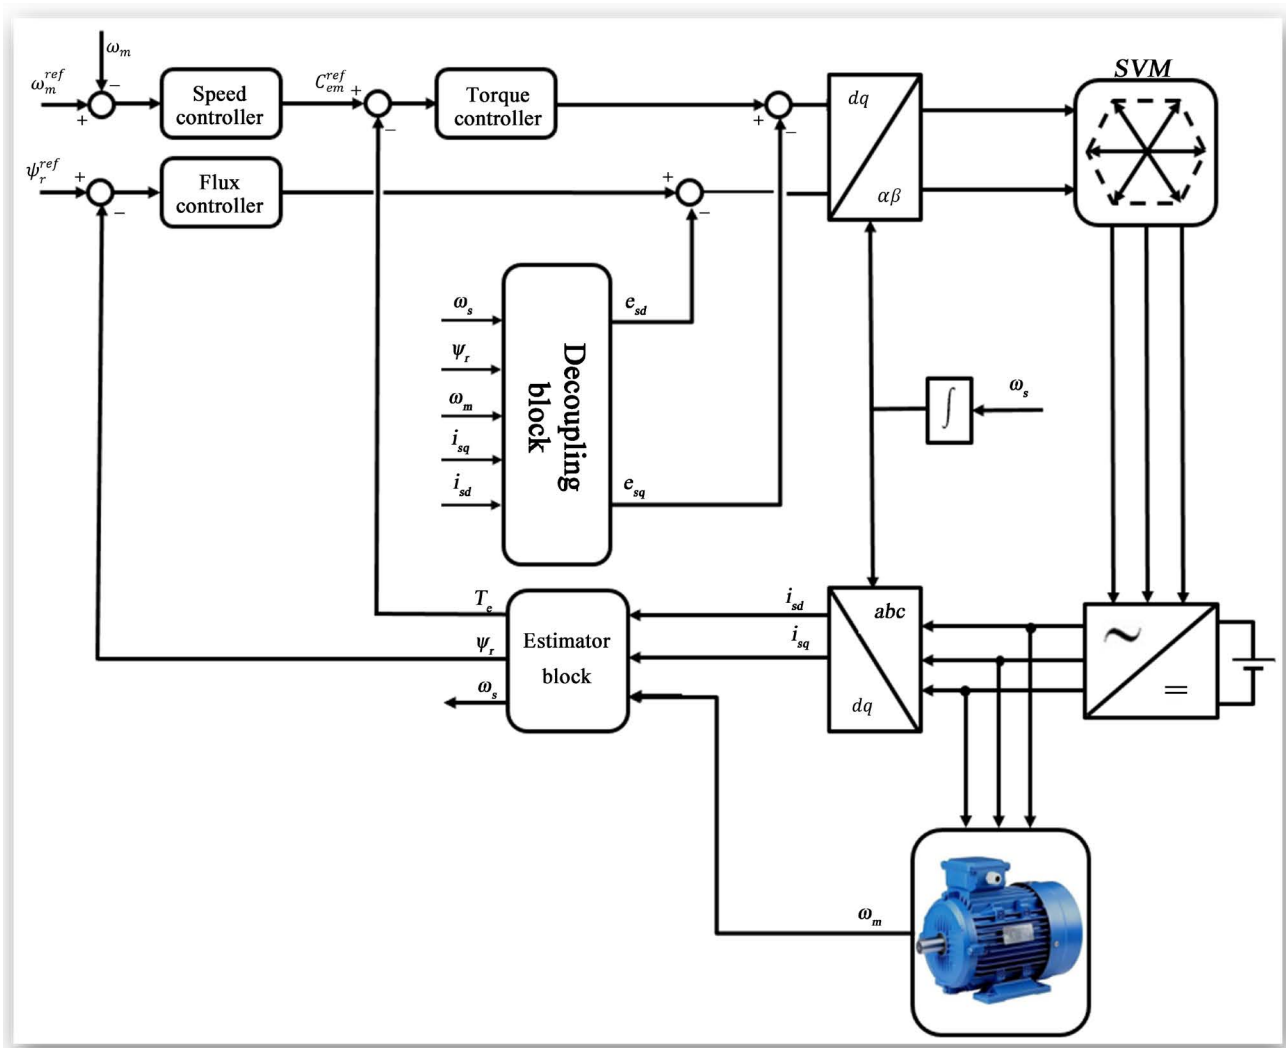 ω_m
ω_m^ref
+
−
Speed
controller
C_em^ref
+
−
Torque
controller
+
−
dq
αβ
SVM
ψ_r^ref
+
−
Flux
controller
+
−
ω_s
ψ_r
ω_m
i_sq
i_sd
Decoupling
block
e_sd
e_sq
∫
ω_s
T_e
ψ_r
ω_s
Estimator
block
i_sd
i_sq
abc
dq
~
=
ω_m